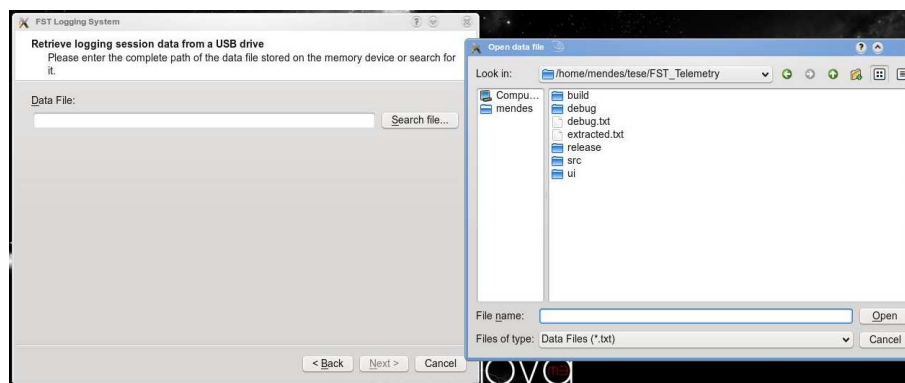 FST Logging System
Retrieve logging session data from a USB drive
Please enter the complete path of the data file stored on the memory device or search for
it.
Data File:
Search file...
< Back
Next >
Cancel
Open data file
Look in:
/home/mendes/tese/FST_Telemetry
Compu...
mendes
build
debug
debug.txt
extracted.txt
release
src
ui
File name:
Open
Files of type:
Data Files (*.txt)
Cancel